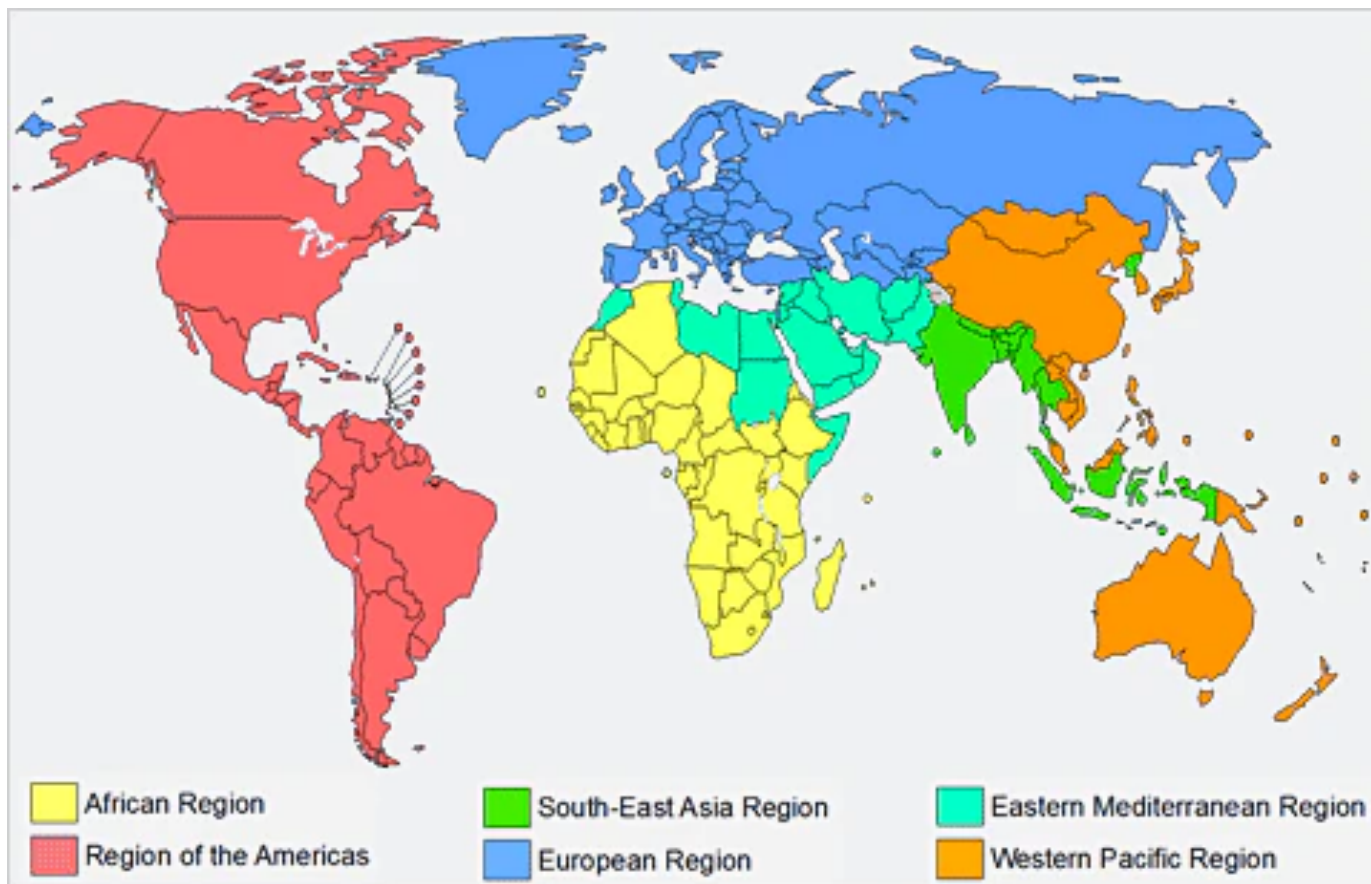 African Region
South-East Asia Region
Eastern Mediterranean Region
Region of the Americas
European Region
Western Pacific Region